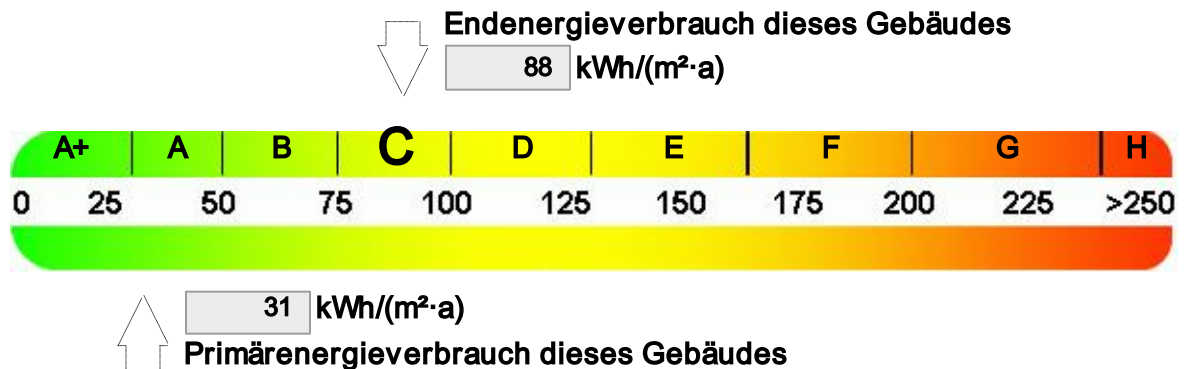 Endenergieverbrauch dieses Gebäudes
88 kWh/(m²·a)
A+ A B C D E F G H
0 25 50 75 100 125 150 175 200 225 >250
31 kWh/(m²·a)
Primärenergieverbrauch dieses Gebäudes